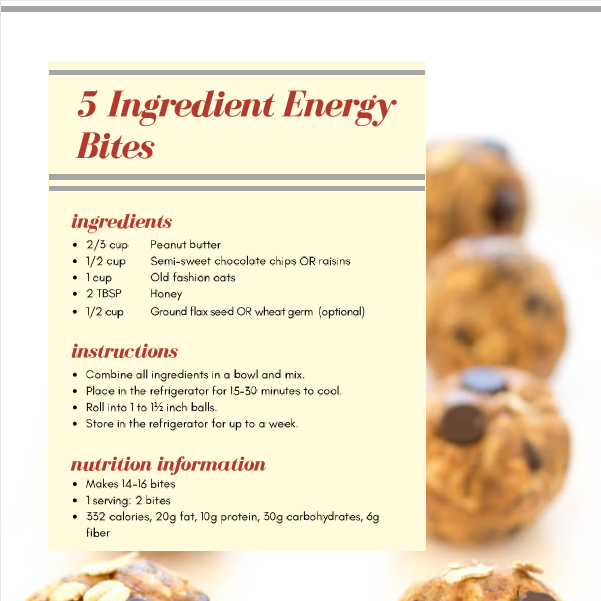 5 Ingredient Energy
Bites
ingredients
• 2/3 cup Peanut butter
• 1/2 cup Semi-sweet chocolate chips OR raisins
• 1 cup Old fashion oats
• 2 TBSP Honey
• 1/2 cup Ground flax seed OR wheat germ (optional)
instructions
• Combine all ingredients in a bowl and mix.
• Place in the refrigerator for 15-30 minutes to cool.
• Roll into 1 to 1½ inch balls.
• Store in the refrigerator for up to a week.
nutrition information
• Makes 14-16 bites
• 1 serving: 2 bites
• 332 calories, 20g fat, 10g protein, 30g carbohydrates, 6g
fiber